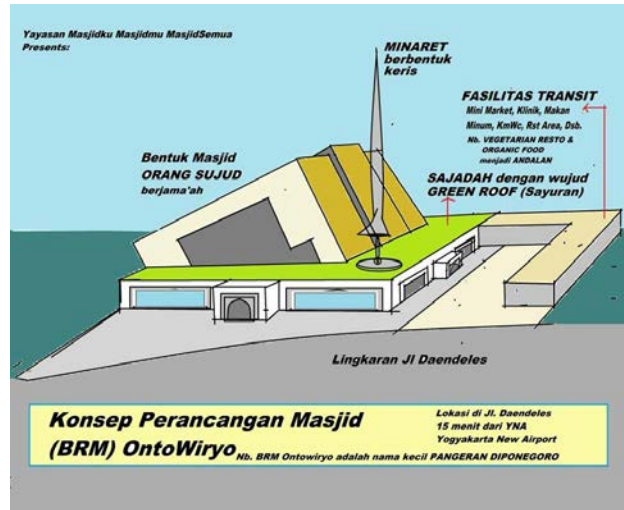 Yayasan Masjidku Masjidmu MasjidSemua
Presents:
MINARET
berbentuk
keris
FASILITAS TRANSIT
Mini Market, Klinik, Makan
Minum, KmWc, Rst Area, Dsb.
Nb. VEGETARIAN RESTO &
ORGANIC FOOD
menjadi ANDALAN
Bentuk Masjid
ORANG SUJUD
berjama'ah
SAJADAH dengan wujud
GREEN ROOF (Sayuran)
Lingkaran Jl Daendeles
Konsep Perancangan Masjid
(BRM) OntoWiryo
Nb. BRM Ontowiryo adalah nama kecil PANGERAN DIPONEGORO
Lokasi di Jl. Daendeles
15 menit dari YNA
Yogyakarta New Airport